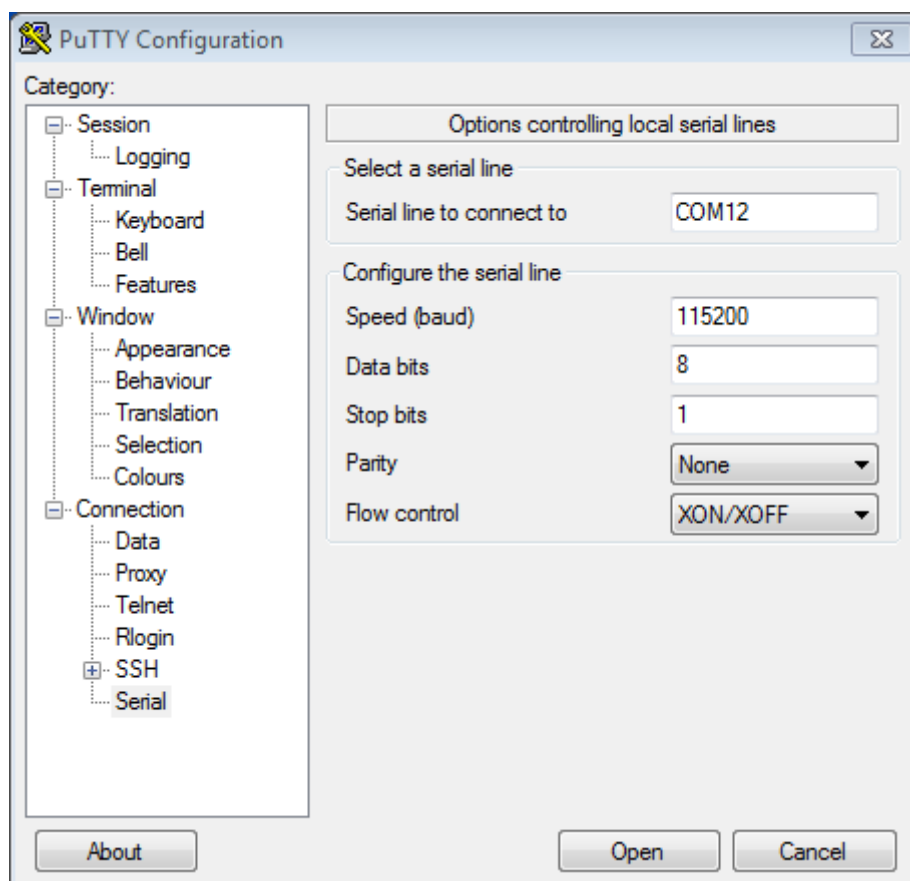 PuTTY Configuration
Category:
Session
Logging
Terminal
Keyboard
Bell
Features
Window
Appearance
Behaviour
Translation
Selection
Colours
Connection
Data
Proxy
Telnet
Rlogin
SSH
Serial
Options controlling local serial lines
Select a serial line
Serial line to connect to COM12
Configure the serial line
Speed (baud) 115200
Data bits 8
Stop bits 1
Parity None
Flow control XON/XOFF
About Open Cancel